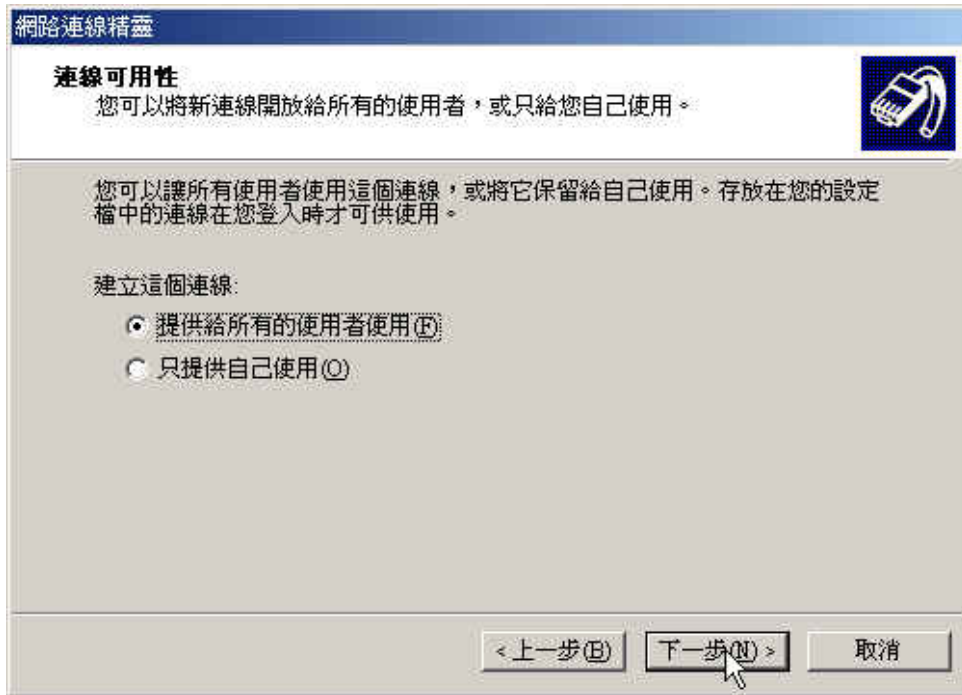 網路連線精靈
連線可用性
您可以將新連線開放給所有的使用者，或只給您自己使用。
您可以讓所有使用者使用這個連線，或將它保留給自己使用。存放在您的設定
檔中的連線在您登入時才可供使用。
建立這個連線:
提供給所有的使用者使用(F)
只提供自己使用(O)
<上一步(B) 下一步(N)> 取消